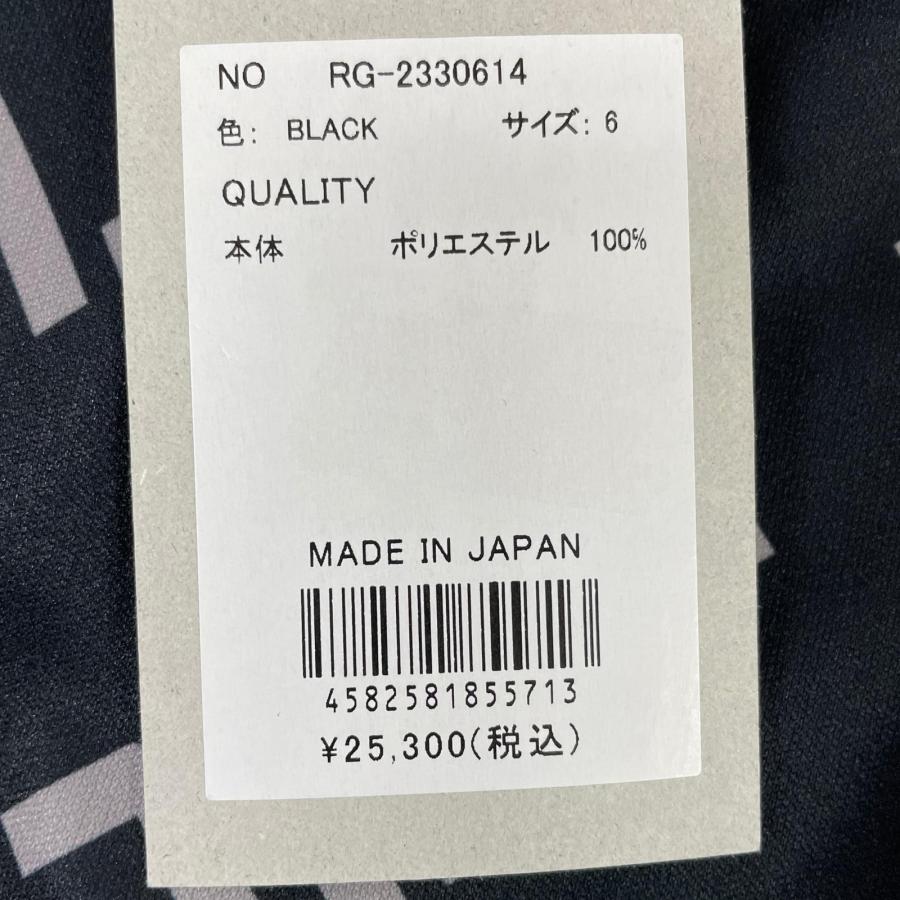 NO RG-2330614
色: BLACK サイズ: 6
QUALITY
本体 ポリエステル 100%
MADE IN JAPAN
4582581855713
¥25,300(税込)